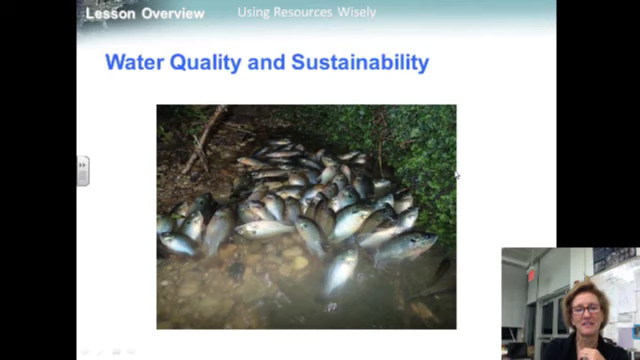 Lesson Overview
Using Resources Wisely
Water Quality and Sustainability